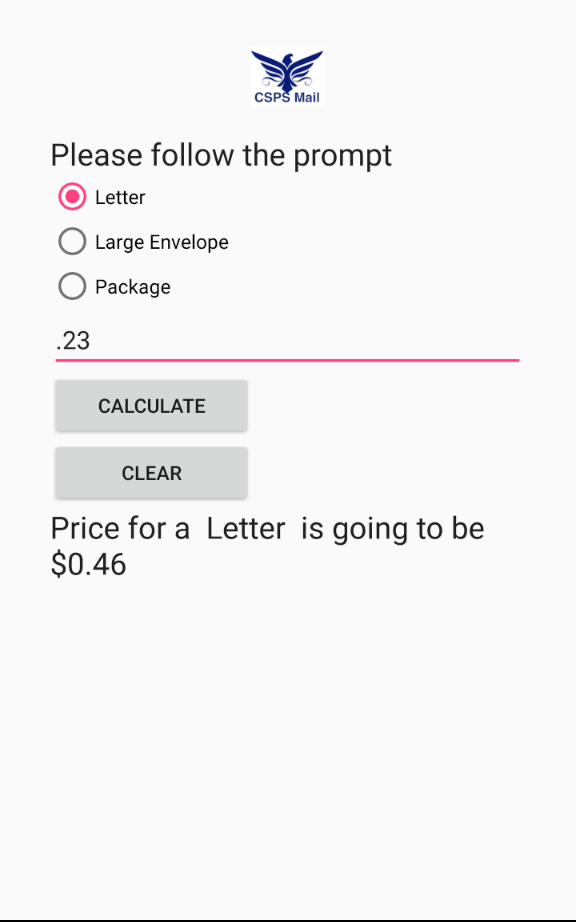 CSPS Mail
Please follow the prompt
Letter
Large Envelope
Package
.23
CALCULATE
CLEAR
Price for a  Letter  is going to be
$0.46